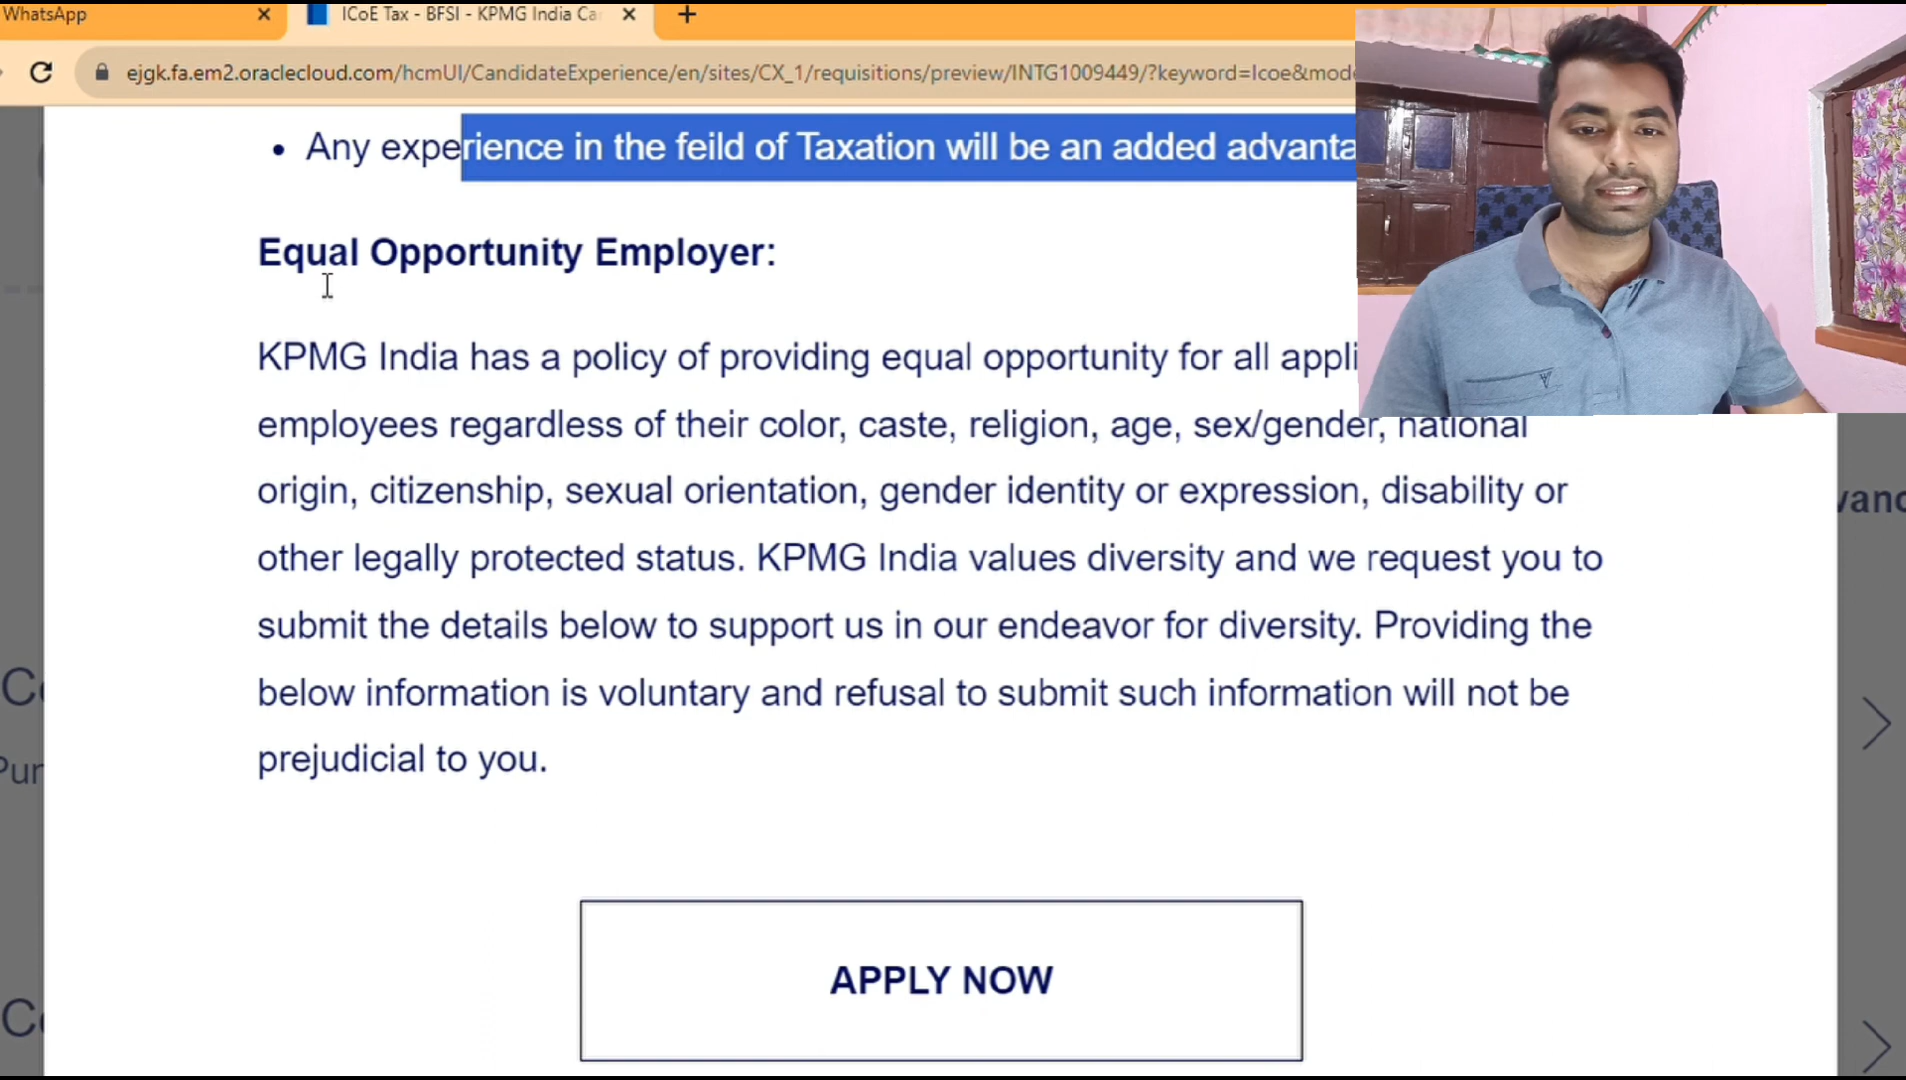 WhatsApp
ICoE Tax - BFSI - KPMG India Ca
ejgk.fa.em2.oraclecloud.com/hcmUI/CandidateExperience/en/sites/CX_1/requisitions/preview/INTG1009449/?keyword=Icoe&mode
Any experience in the feild of Taxation will be an added advanta
Equal Opportunity Employer:
KPMG India has a policy of providing equal opportunity for all appli
employees regardless of their color, caste, religion, age, sex/gender, national
origin, citizenship, sexual orientation, gender identity or expression, disability or
other legally protected status. KPMG India values diversity and we request you to
submit the details below to support us in our endeavor for diversity. Providing the
below information is voluntary and refusal to submit such information will not be
prejudicial to you.
APPLY NOW